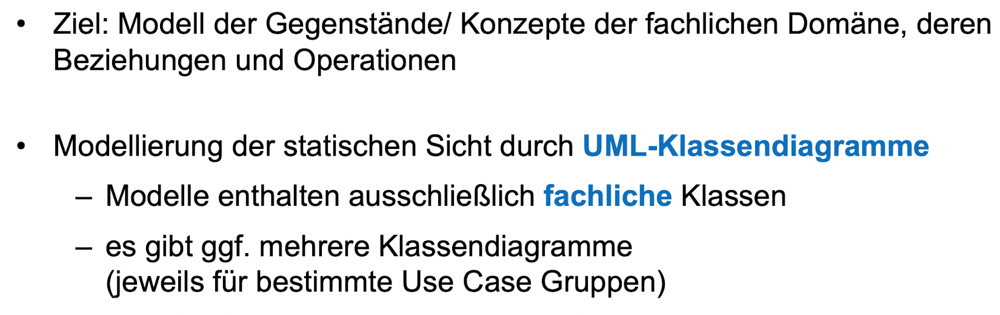 • Ziel: Modell der Gegenstände/ Konzepte der fachlichen Domäne, deren
Beziehungen und Operationen
• Modellierung der statischen Sicht durch UML-Klassendiagramme
– Modelle enthalten ausschließlich fachliche Klassen
– es gibt ggf. mehrere Klassendiagramme
(jeweils für bestimmte Use Case Gruppen)